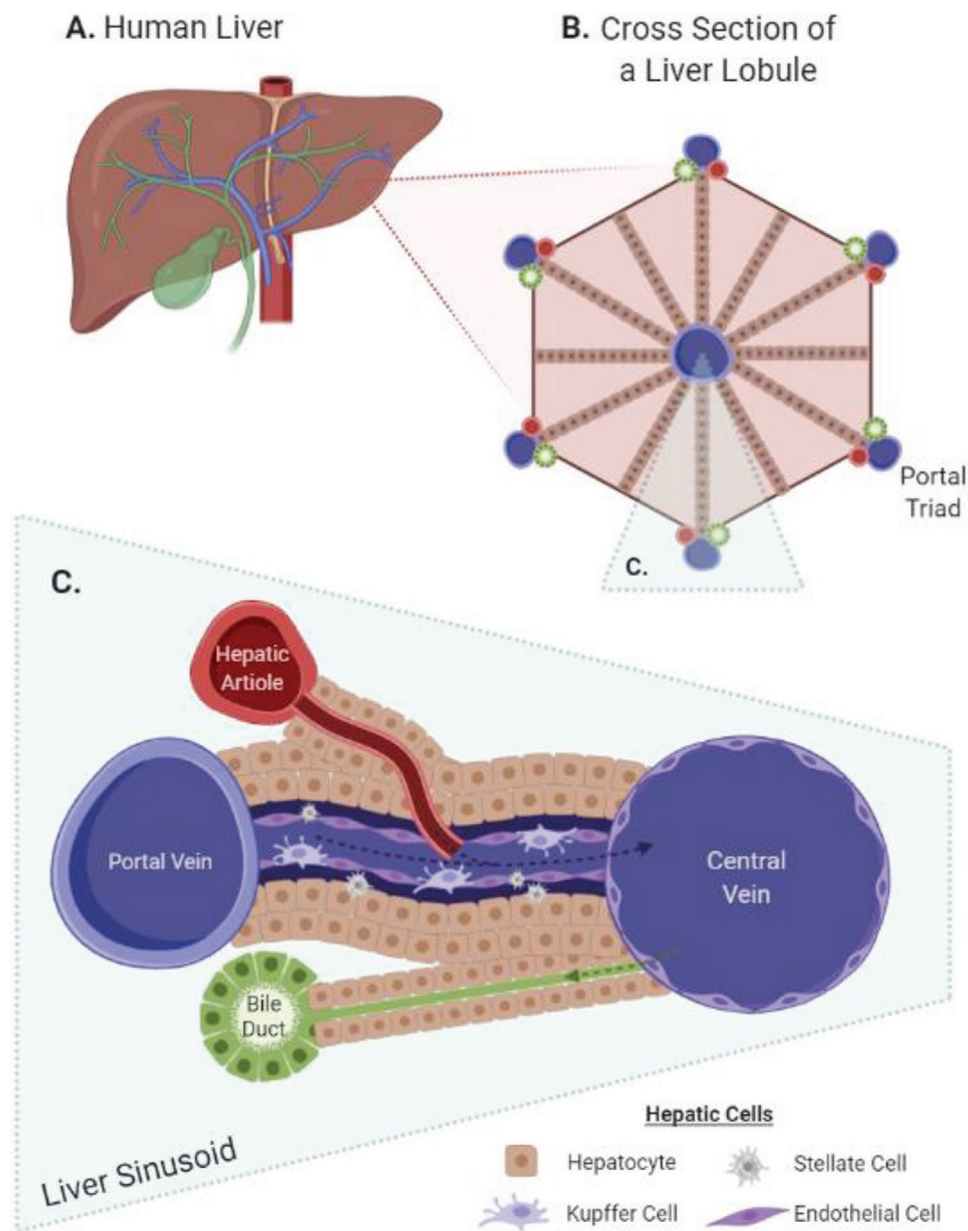 A. Human Liver
B. Cross Section of
a Liver Lobule
Portal
Triad
C.
C.
Hepatic
Artiole
Portal Vein
Central
Vein
Bile
Duct
Liver Sinusoid
Hepatic Cells
Hepatocyte
Stellate Cell
Kupffer Cell
Endothelial Cell